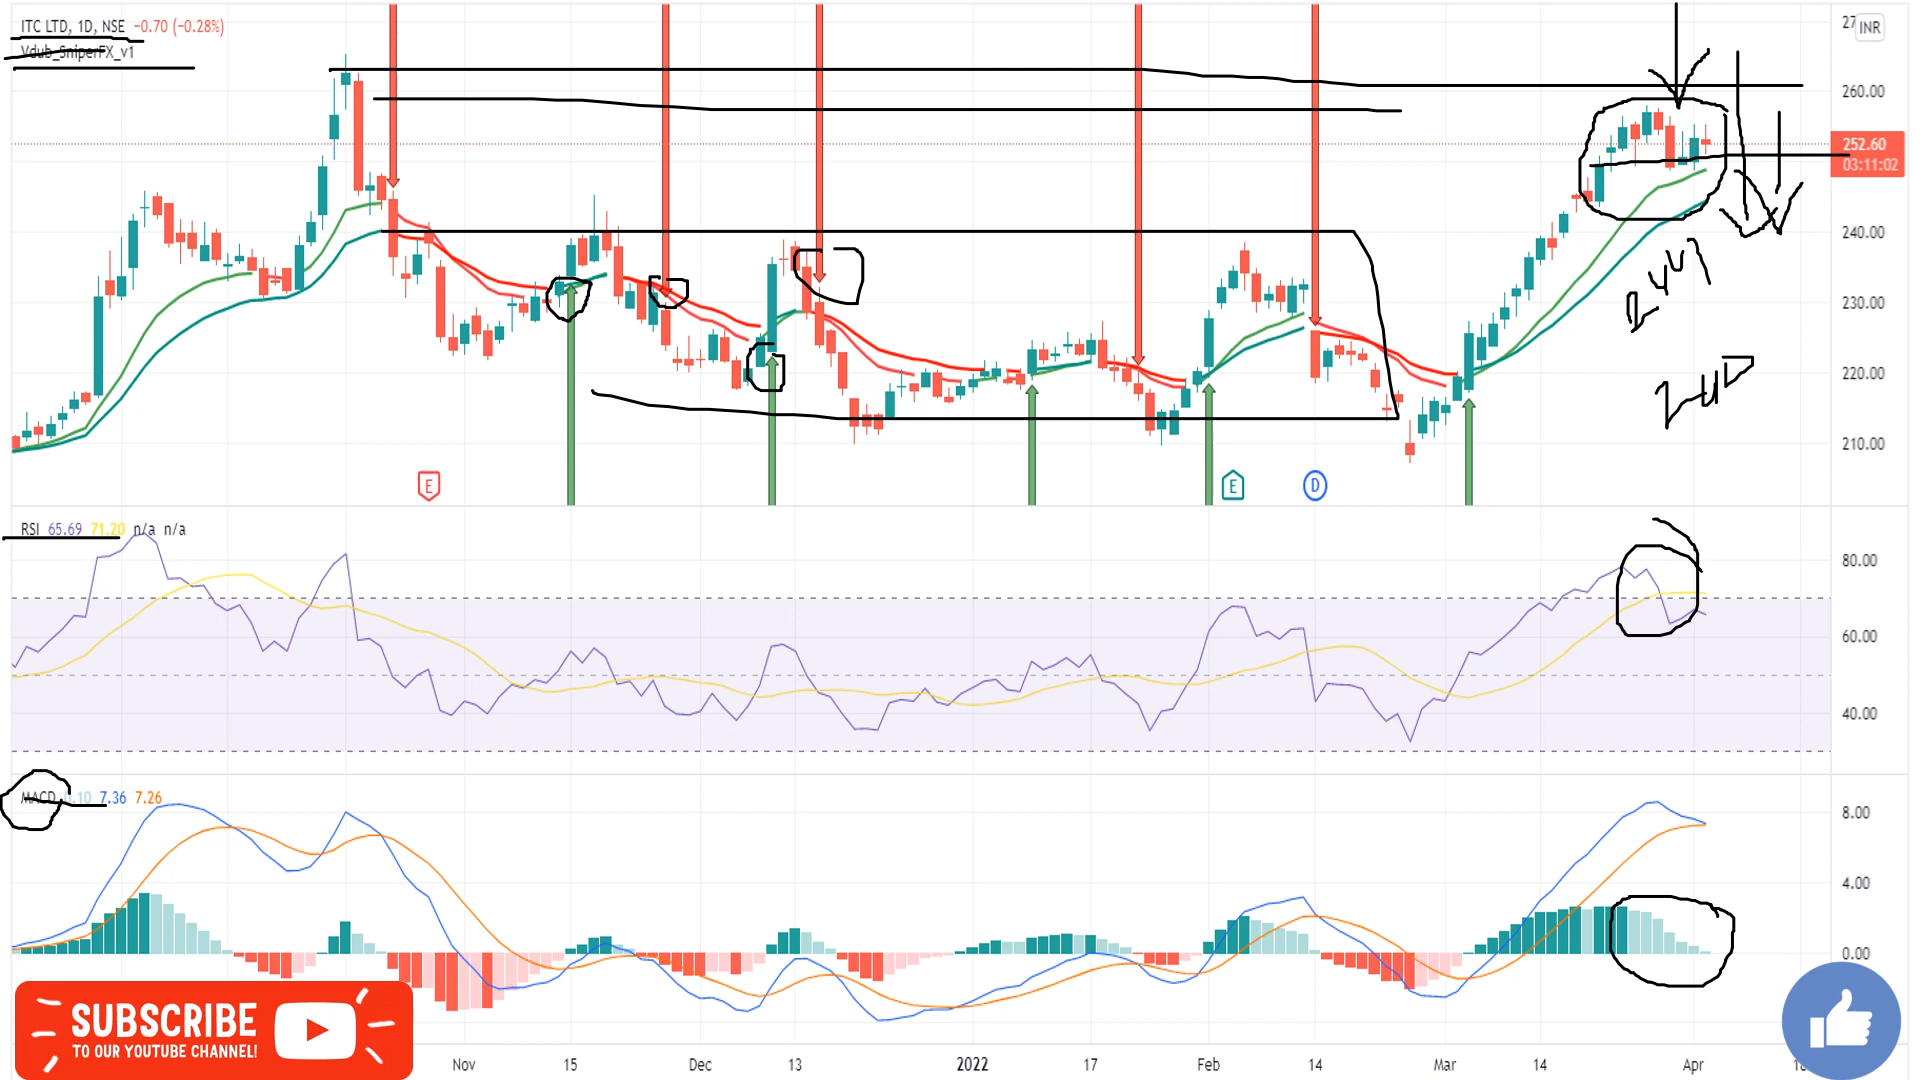 ITC LTD, 1D, NSE −0.70 (−0.28%)
Vdub_SniperFX_v1
INR
260.00
252.60
03:11:02
240.00
230.00
220.00
210.00
E
E
D
240
RSI 65.69 71.20 n/a n/a
80.00
60.00
40.00
MACD 0.10 7.36 7.26
8.00
4.00
0.00
SUBSCRIBE
TO OUR YOUTUBE CHANNEL!
Nov 15 Dec 13 2022 17 Feb 14 Mar 14 Apr